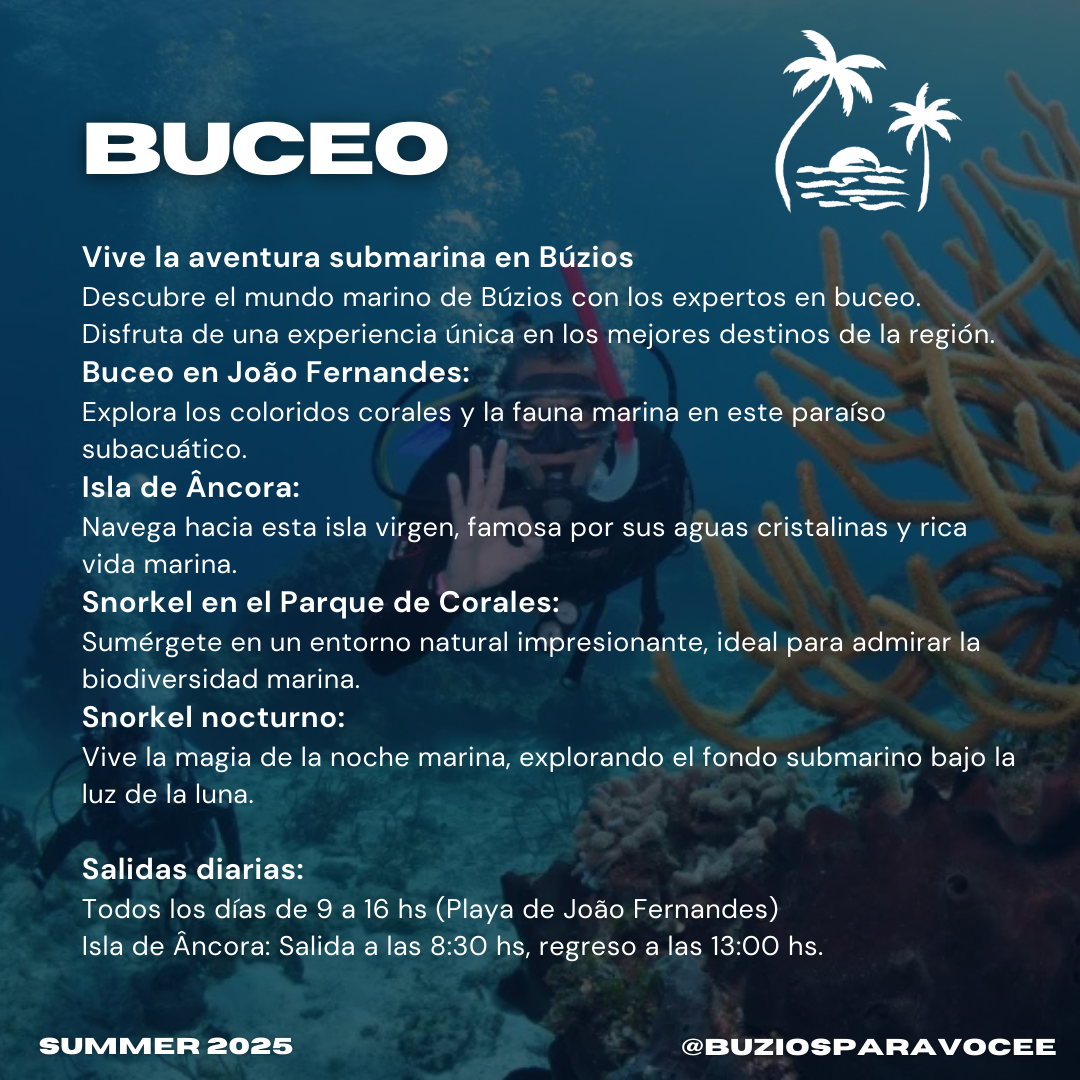 BUCEO
Vive la aventura submarina en Búzios
Descubre el mundo marino de Búzios con los expertos en buceo.
Disfruta de una experiencia única en los mejores destinos de la región.
Buceo en João Fernandes:
Explora los coloridos corales y la fauna marina en este paraíso
subacuático.
Isla de Âncora:
Navega hacia esta isla virgen, famosa por sus aguas cristalinas y rica
vida marina.
Snorkel en el Parque de Corales:
Sumérgete en un entorno natural impresionante, ideal para admirar la
biodiversidad marina.
Snorkel nocturno:
Vive la magia de la noche marina, explorando el fondo submarino bajo la
luz de la luna.
Salidas diarias:
Todos los días de 9 a 16 hs (Playa de João Fernandes)
Isla de Âncora: Salida a las 8:30 hs, regreso a las 13:00 hs.
SUMMER 2025
@BUZIOSPARAVOCEE